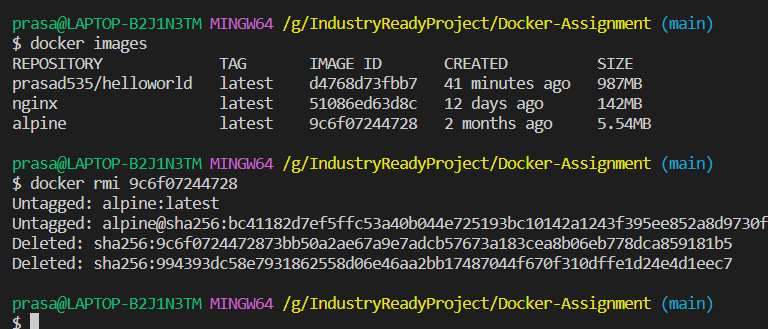 prasa@LAPTOP-B2J1N3TM MINGW64 /g/IndustryReadyProject/Docker-Assignment (main)
$ docker images
REPOSITORY TAG IMAGE ID CREATED SIZE
prasad535/helloworld latest d4768d73fbb7 41 minutes ago 987MB
nginx latest 51086ed63d8c 12 days ago 142MB
alpine latest 9c6f07244728 2 months ago 5.54MB
prasa@LAPTOP-B2J1N3TM MINGW64 /g/IndustryReadyProject/Docker-Assignment (main)
$ docker rmi 9c6f07244728
Untagged: alpine:latest
Untagged: alpine@sha256:bc41182d7ef5ffc53a40b044e725193bc10142a1243f395ee852a8d9730f
Deleted: sha256:9c6f0724472873bb50a2ae67a9e7adcb57673a183cea8b06eb778dca859181b5
Deleted: sha256:994393dc58e7931862558d06e46aa2bb17487044f670f310dffe1d24e4d1eec7
prasa@LAPTOP-B2J1N3TM MINGW64 /g/IndustryReadyProject/Docker-Assignment (main)
$